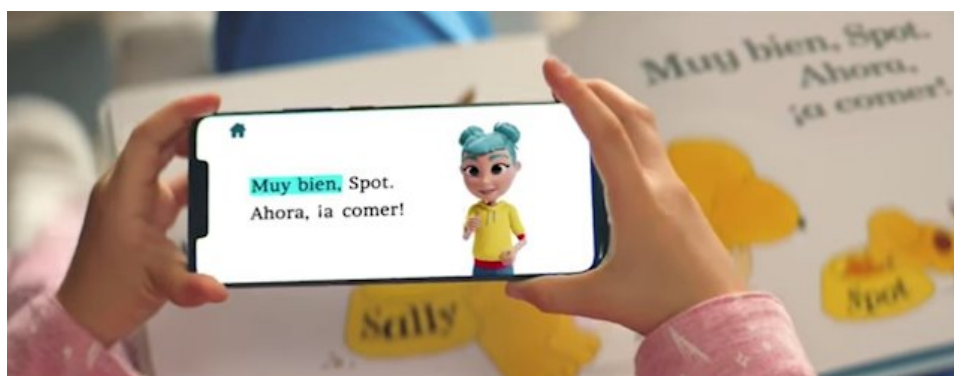 Muy bien, Spot.
Ahora, ¡a comer!
Muy bien, Spot.
Ahora,
¡a comer!
Sally
Spot